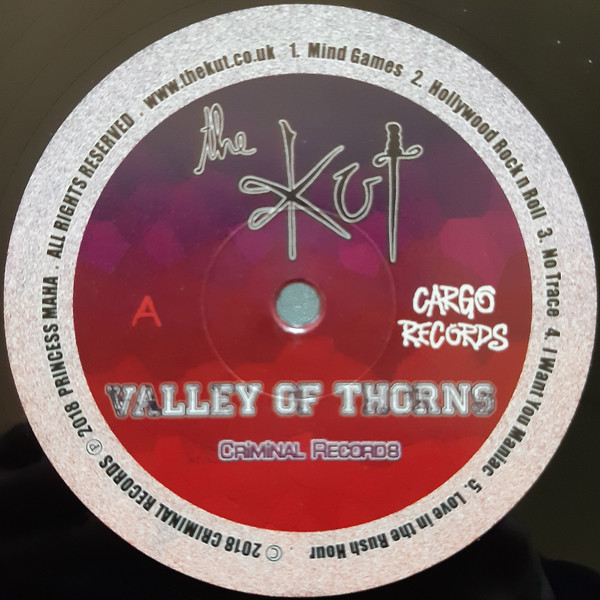 www.thekut.co.uk 1. Mind Games 2. Hollywood Rock n Roll 3. No Trace 4. I Want You Maniac 5. Love in the Rush Hour .
© 2018 CRIMINAL RECORDS ℗ 2018 PRINCESS MAHA . ALL RIGHTS RESERVED .
the
Kut
A
CARGO
RECORDS
VALLEY OF THORNS
CRiMiNAL RECORDS